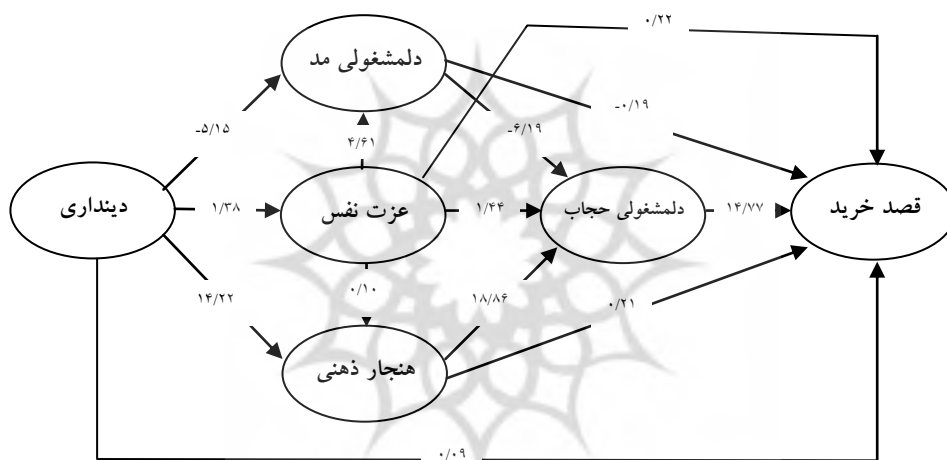 ۰/۲۲
دلمشغولی مد
-۰/۱۹
-۵/۱۵
-۶/۱۹
۴/۶۱
دینداری
۱/۳۸
عزت نفس
۱/۴۴
دلمشغولی حجاب
۱۴/۷۷
قصد خرید
۱۴/۲۲
۰/۱۰
۱۸/۸۶
۰/۲۱
هنجار ذهنی
۰/۰۹